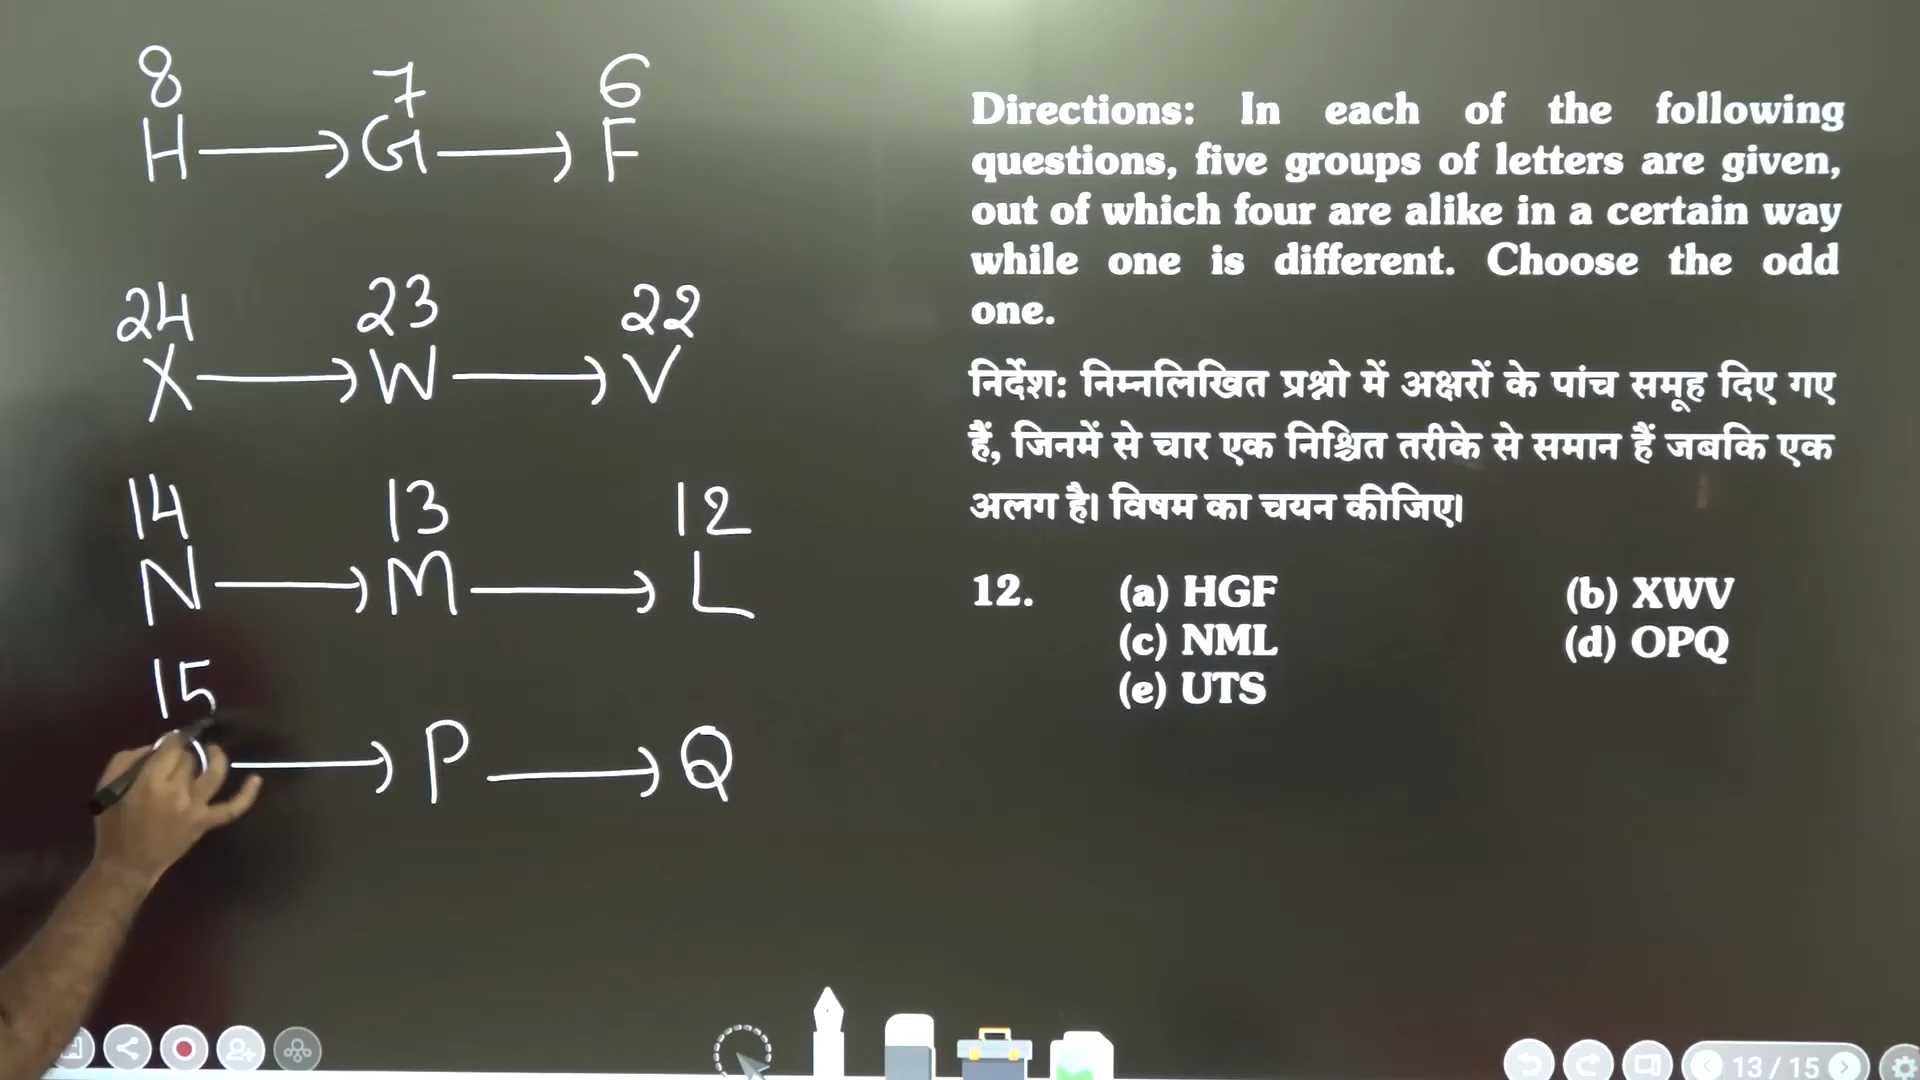 8 7 6
H G F
24 23 22
X W V
14 13 12
N M L
15
P Q
Directions: In each of the following
questions, five groups of letters are given,
out of which four are alike in a certain way
while one is different. Choose the odd
one.
निर्देश: निम्नलिखित प्रश्नो में अक्षरों के पांच समूह दिए गए
हैं, जिनमें से चार एक निश्चित तरीके से समान हैं जबकि एक
अलग है। विषम का चयन कीजिए।
12. (a) HGF (b) XWV
(c) NML (d) OPQ
(e) UTS
13 / 15